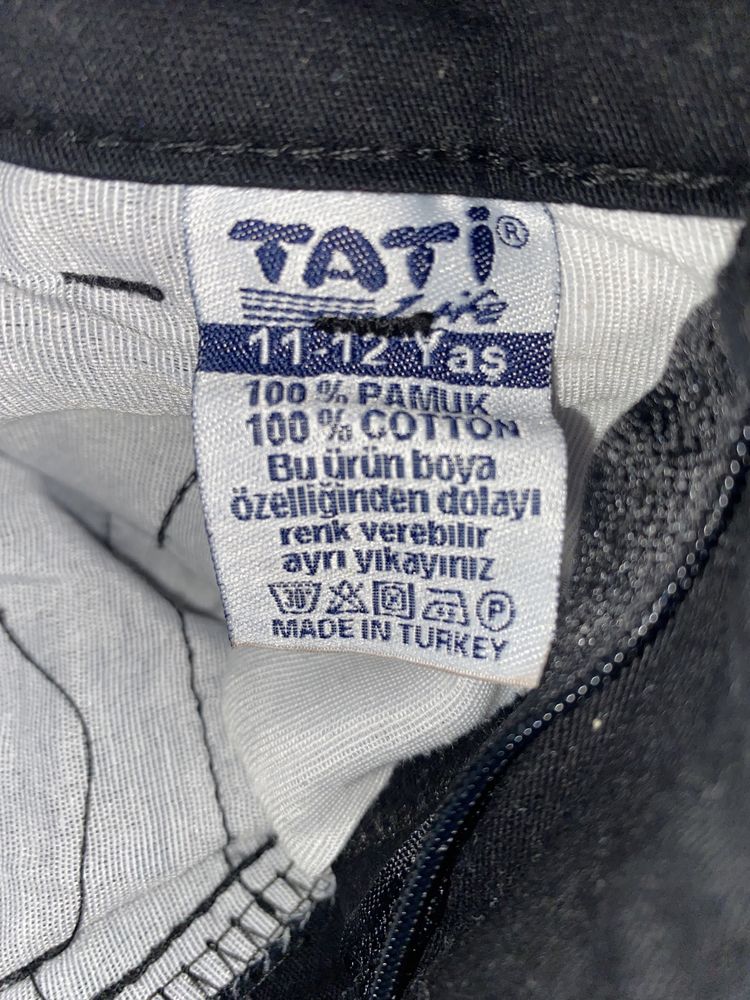 TATi®
Life
11-12 Yaş
100 % PAMUK
100 % COTTON
Bu ürün boya
özelliğinden dolayı
renk verebilir
ayrı yıkayınız
P
MADE IN TURKEY